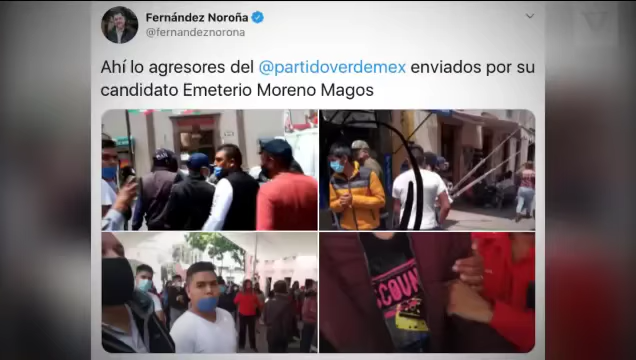 Fernández Noroña
@fernandeznorona
Ahí lo agresores del @partidoverdemex enviados por su
candidato Emeterio Moreno Magos